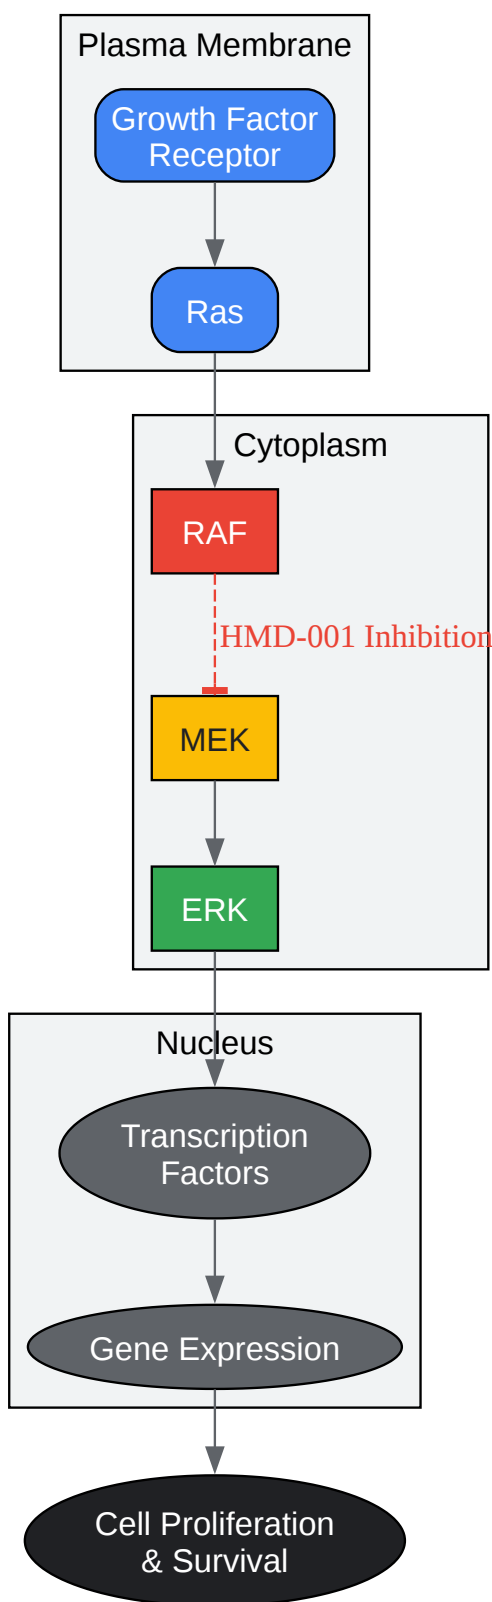 Plasma Membrane
Growth Factor
Receptor
Ras
Cytoplasm
RAF
HMD-001 Inhibition
MEK
ERK
Nucleus
Transcription
Factors
Gene Expression
Cell Proliferation
& Survival